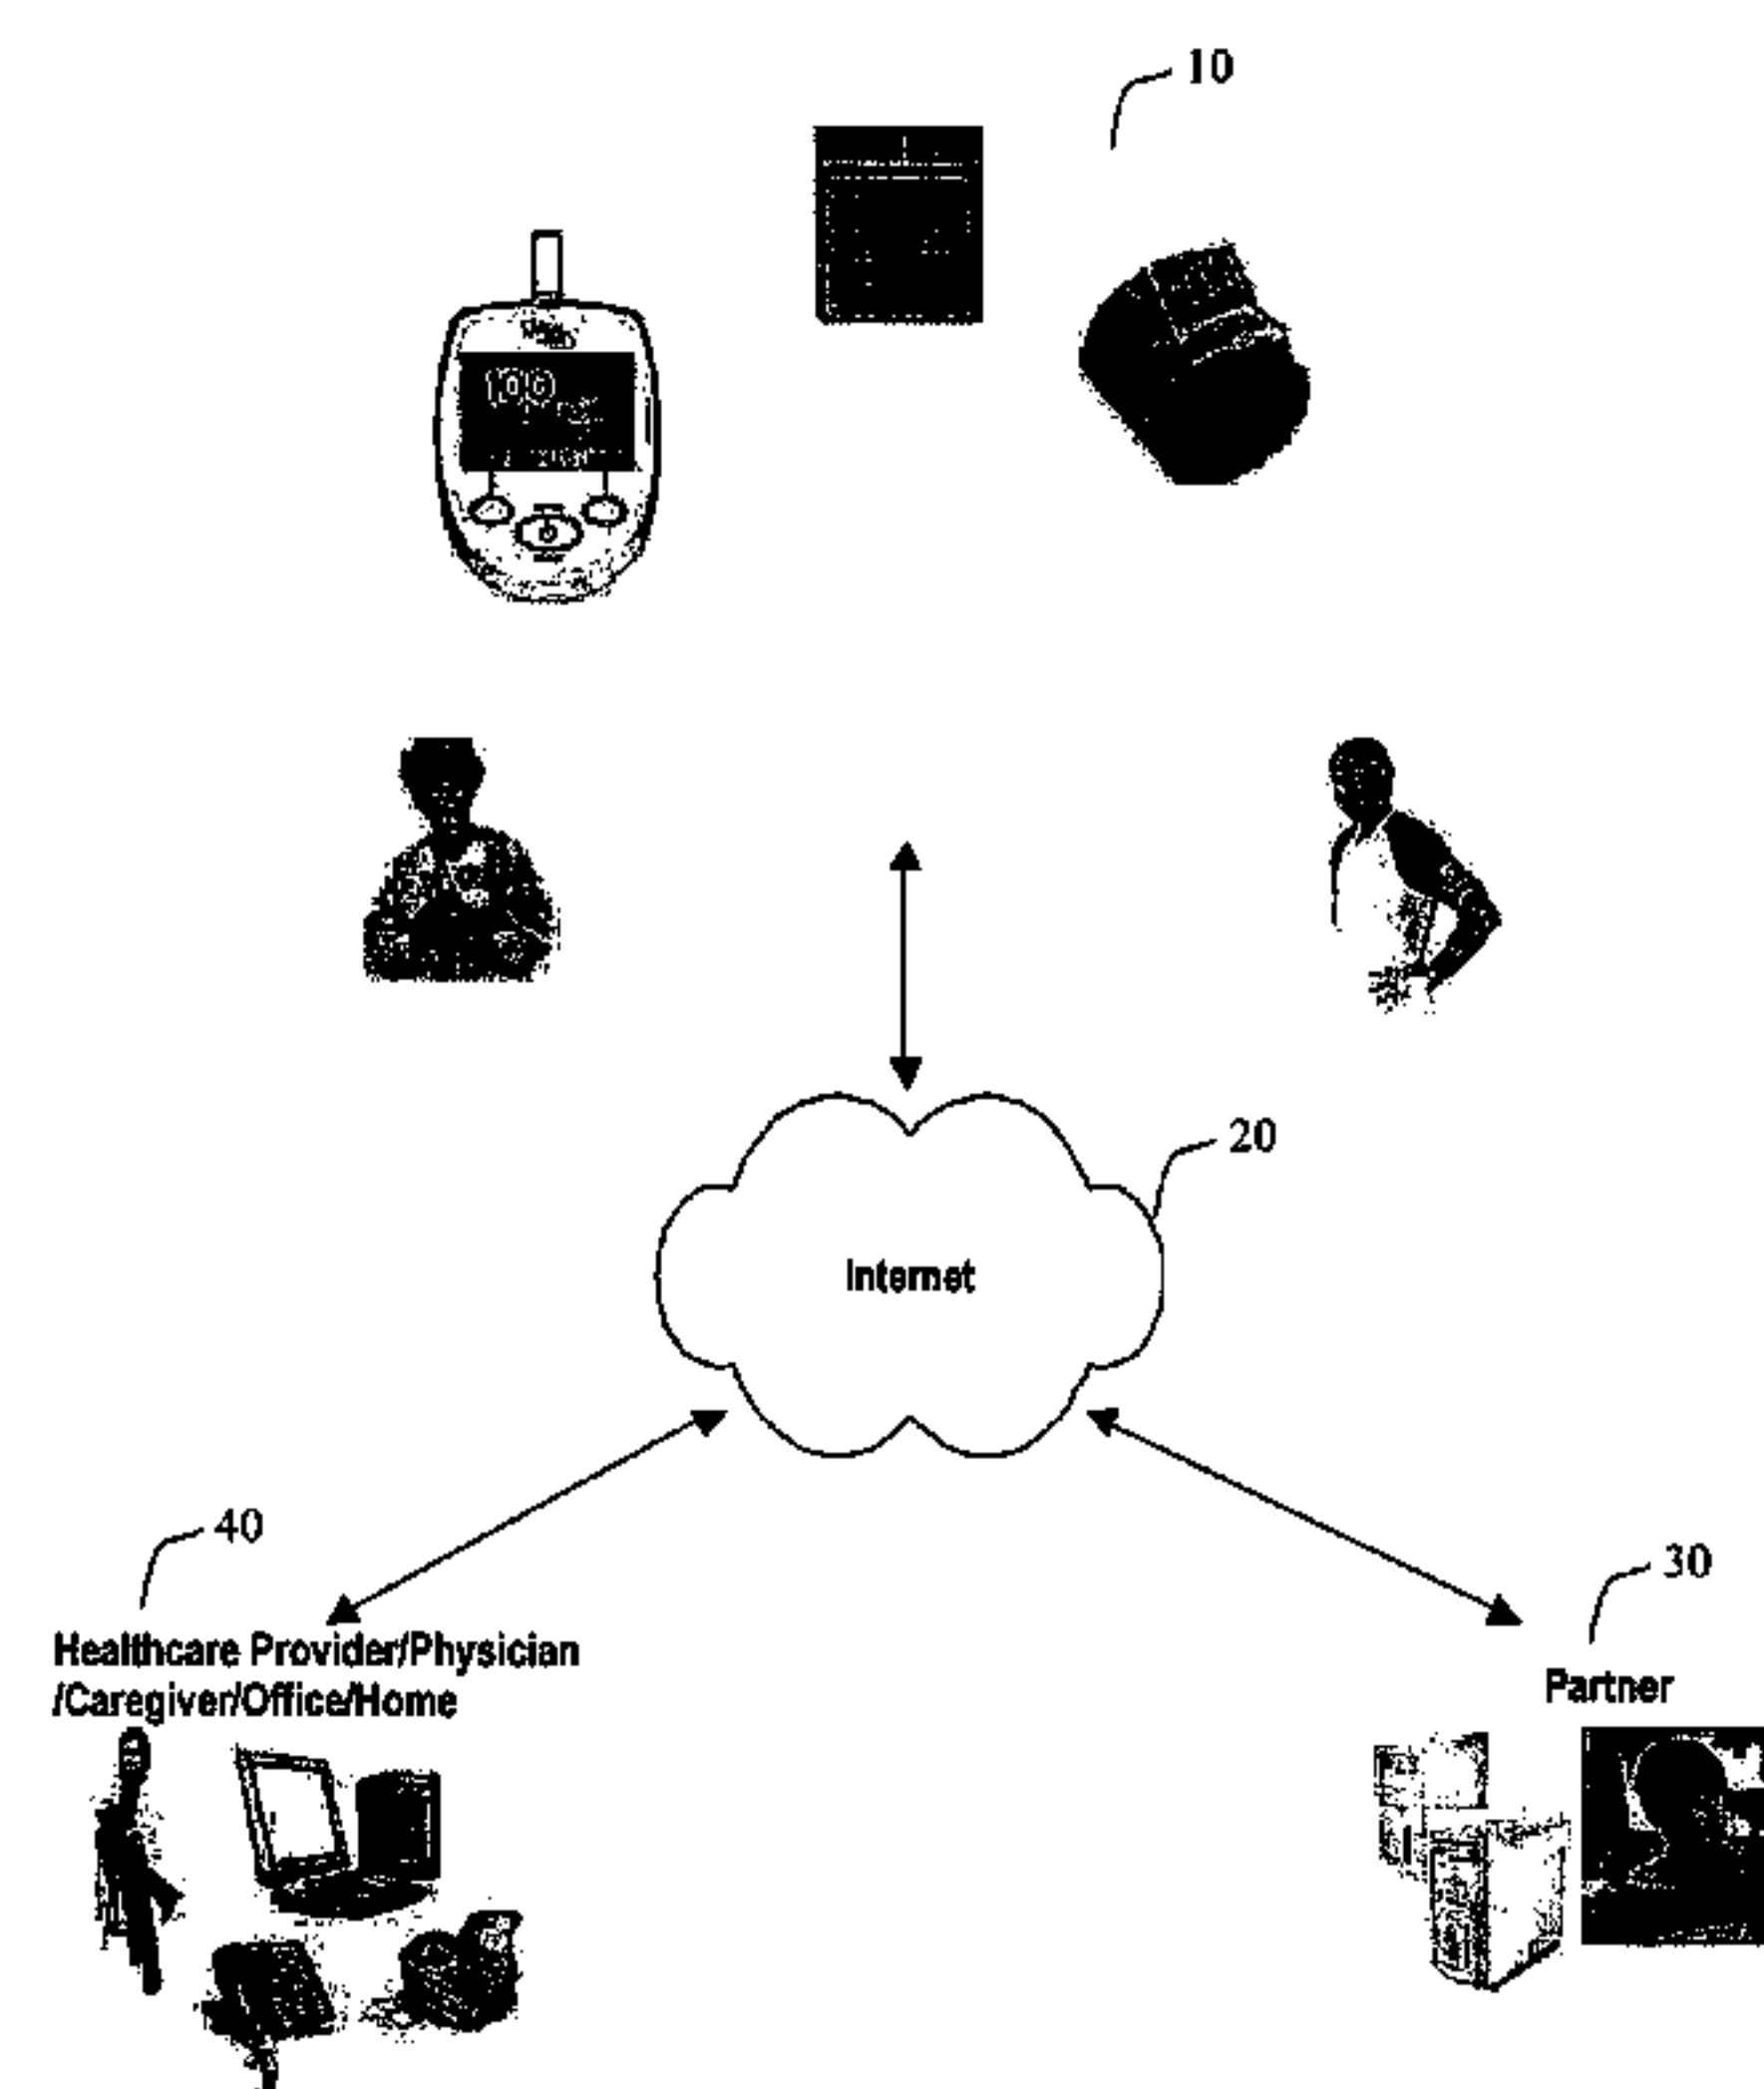 10
20
Internet
40
30
Healthcare Provider/Physician
/Caregiver/Office/Home
Partner